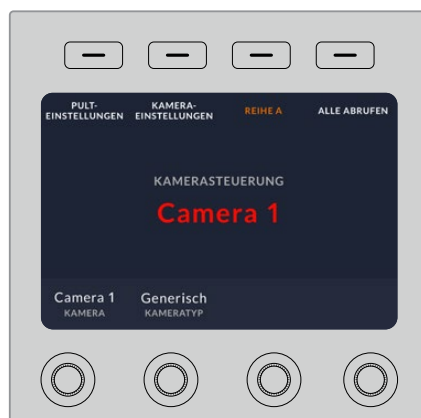 PULT-
EINSTELLUNGEN
KAMERA-
EINSTELLUNGEN
REIHE A
ALLE ABRUFEN
KAMERASTEUERUNG
Camera 1
Camera 1
KAMERA
Generisch
KAMERATYP